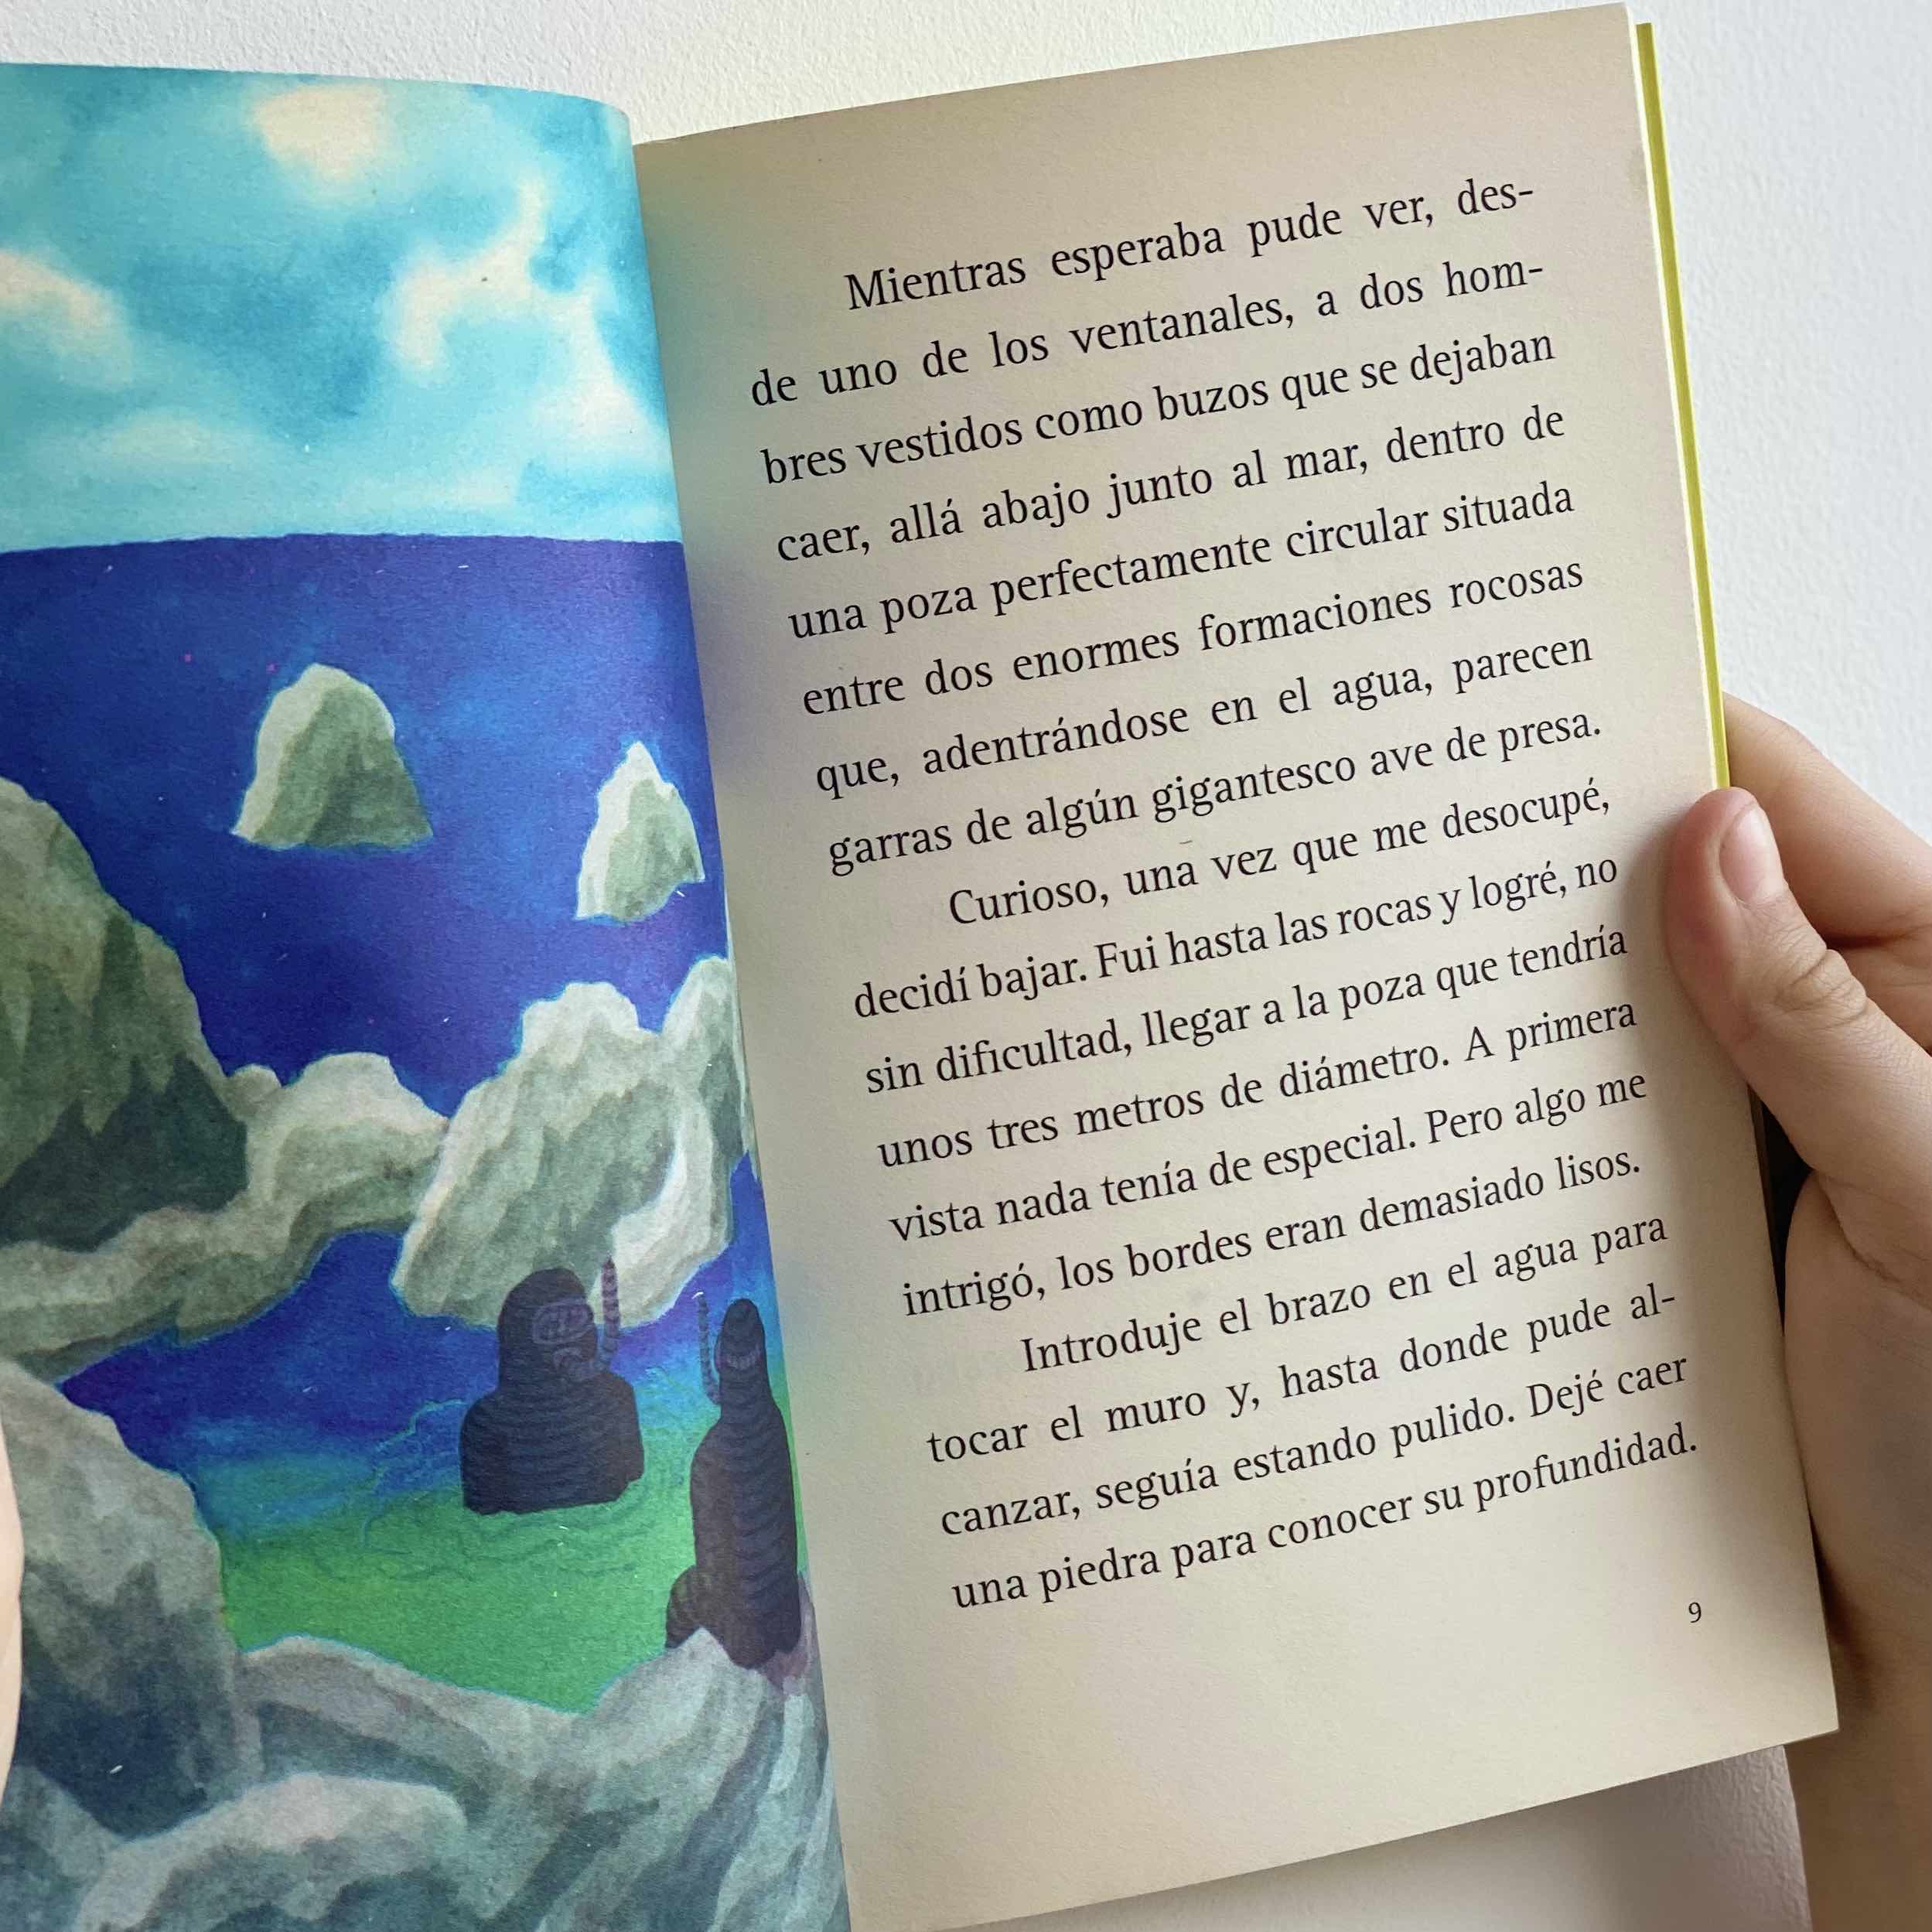 Mientras esperaba pude ver, des-
de uno de los ventanales, a dos hom-
bres vestidos como buzos que se dejaban
caer, allá abajo junto al mar, dentro de
una poza perfectamente circular situada
entre dos enormes formaciones rocosas
que, adentrándose en el agua, parecen
garras de algún gigantesco ave de presa.
Curioso, una vez que me desocupé,
decidí bajar. Fui hasta las rocas y logré, no
sin dificultad, llegar a la poza que tendría
unos tres metros de diámetro. A primera
vista nada tenía de especial. Pero algo me
intrigó, los bordes eran demasiado lisos.
Introduje el brazo en el agua para
tocar el muro y, hasta donde pude al-
canzar, seguía estando pulido. Dejé caer
una piedra para conocer su profundidad.
9